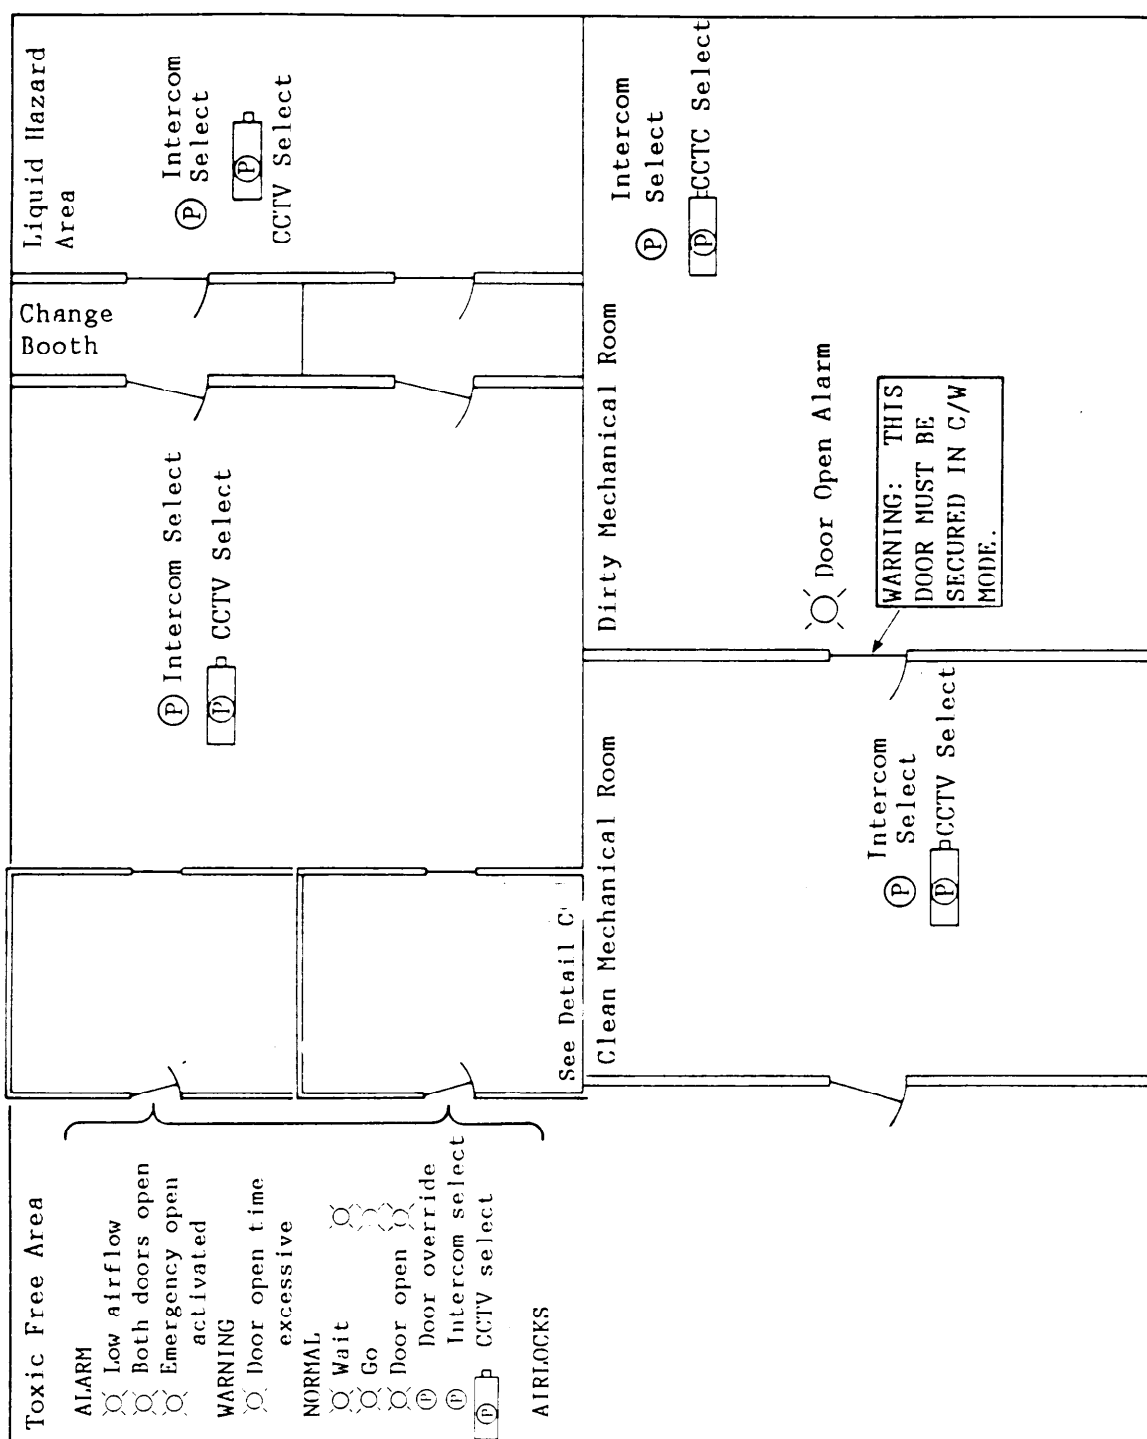 Toxic Free Area
ALARM
Low airflow
Both doors open
Emergency open
activated
WARNING
Door open time
excessive
NORMAL
Wait
Go
Door open
P Door override
P Intercom select
P CCTV select
AIRLOCKS
See Detail C
P Intercom Select
P CCTV Select
Change
Booth
Liquid Hazard
Area
P Intercom
Select
P
CCTV Select
Clean Mechanical Room
P Intercom
Select
P CCTV Select
Dirty Mechanical Room
Door Open Alarm
WARNING: THIS
DOOR MUST BE
SECURED IN C/W
MODE.
P Intercom
Select
P CCTC Select